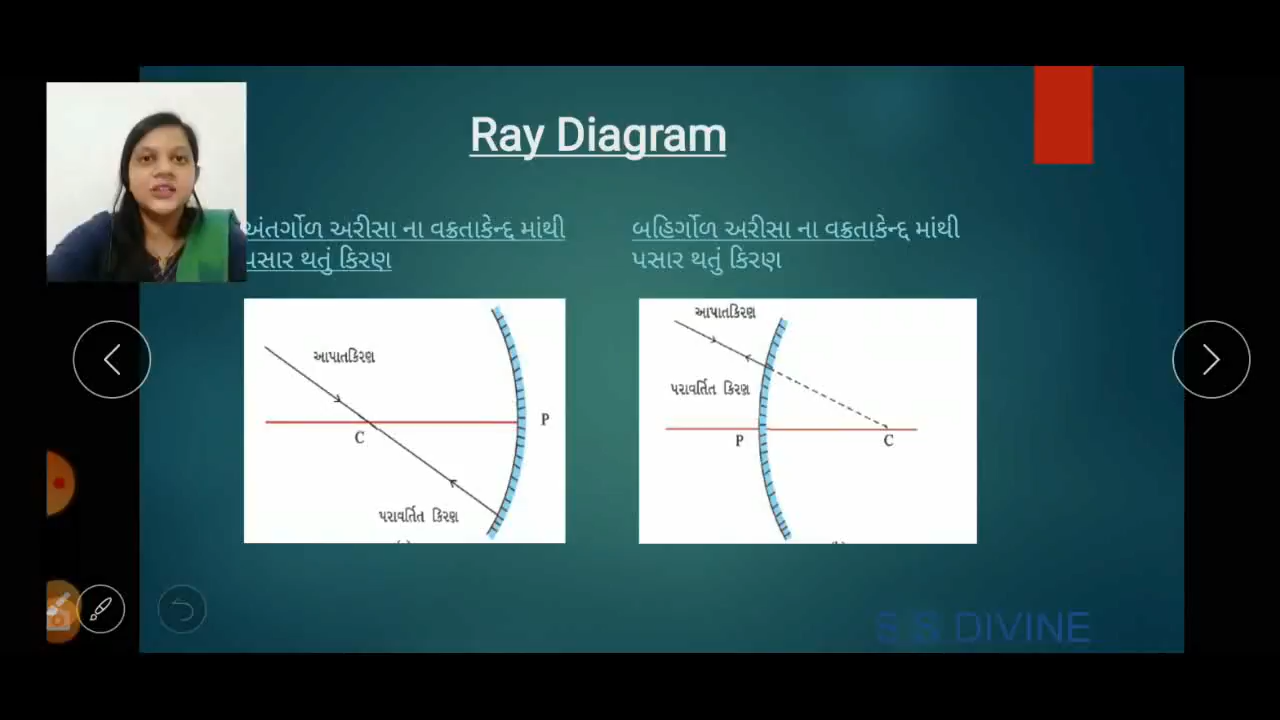 Ray Diagram
અંતર્ગોળ અરીસા ના વક્રતાકેન્દ્ર માંથી
પસાર થતું કિરણ
બહિર્ગોળ અરીસા ના વક્રતાકેન્દ્ર માંથી
પસાર થતું કિરણ
આપાતકિરણ
C
P
પરાવર્તિત કિરણ
આપાતકિરણ
પરાવર્તિત કિરણ
P
C
S S DIVINE